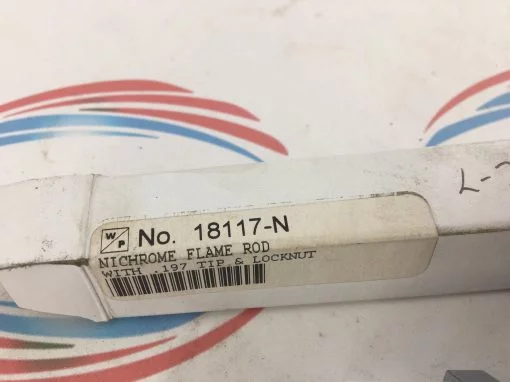 W/P No. 18117-N
NICHROME FLAME ROD
WITH .197 TIP & LOCKNUT
L-